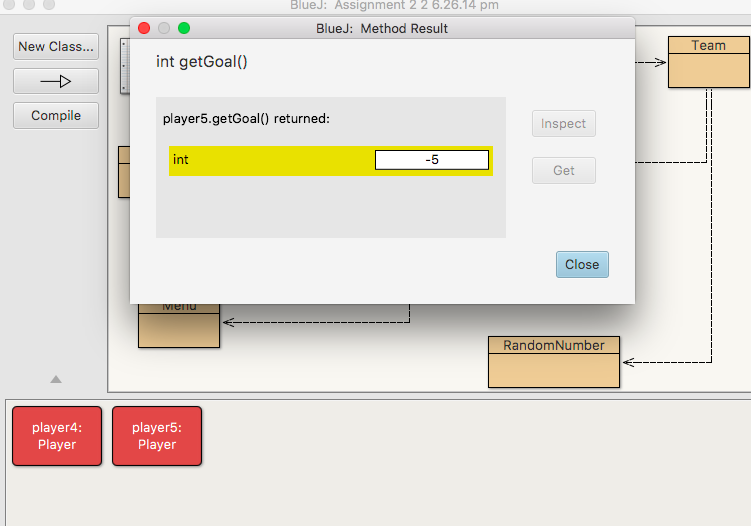 BlueJ: Assignment 2 2 6.26.14 pm
BlueJ: Method Result
New Class...
Compile
int getGoal()
player5.getGoal() returned:
int
-5
Inspect
Get
Close
Team
Menu
RandomNumber
player4:
Player
player5:
Player